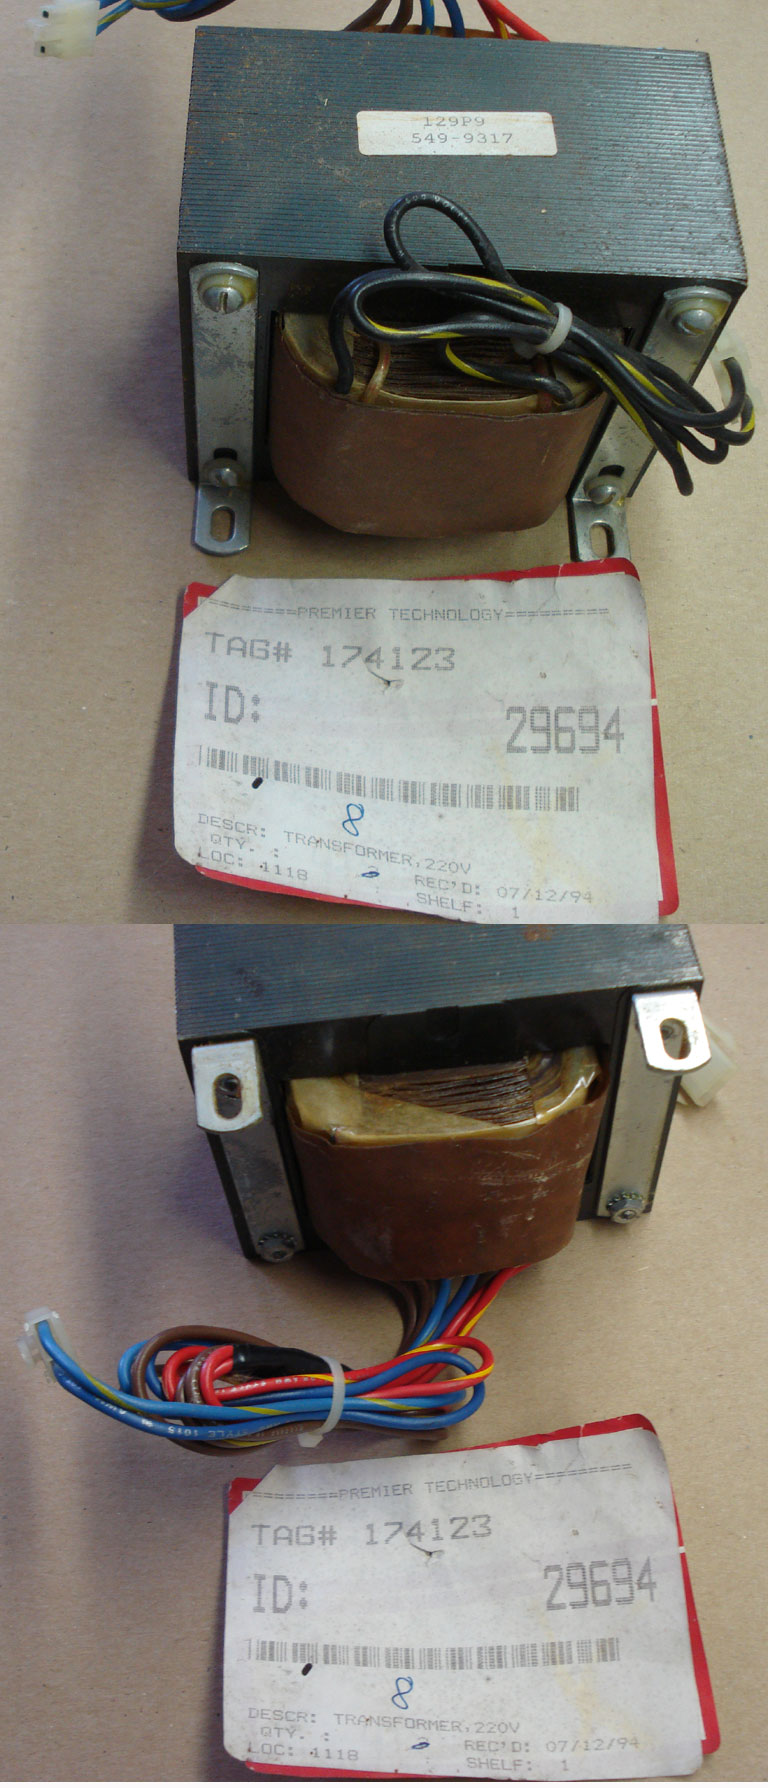 129P9
549-9317
========PREMIER TECHNOLOGY=========
TAG# 174123
ID: 29694
8
DESCR: TRANSFORMER,220V
QTY. :
REC'D: 07/12/94
LOC: 1118
SHELF: 1
1015
========PREMIER TECHNOLOGY=========
TAG# 174123
ID: 29694
8
DESCR: TRANSFORMER,220V
QTY. :
REC'D: 07/12/94
LOC: 1118
SHELF: 1